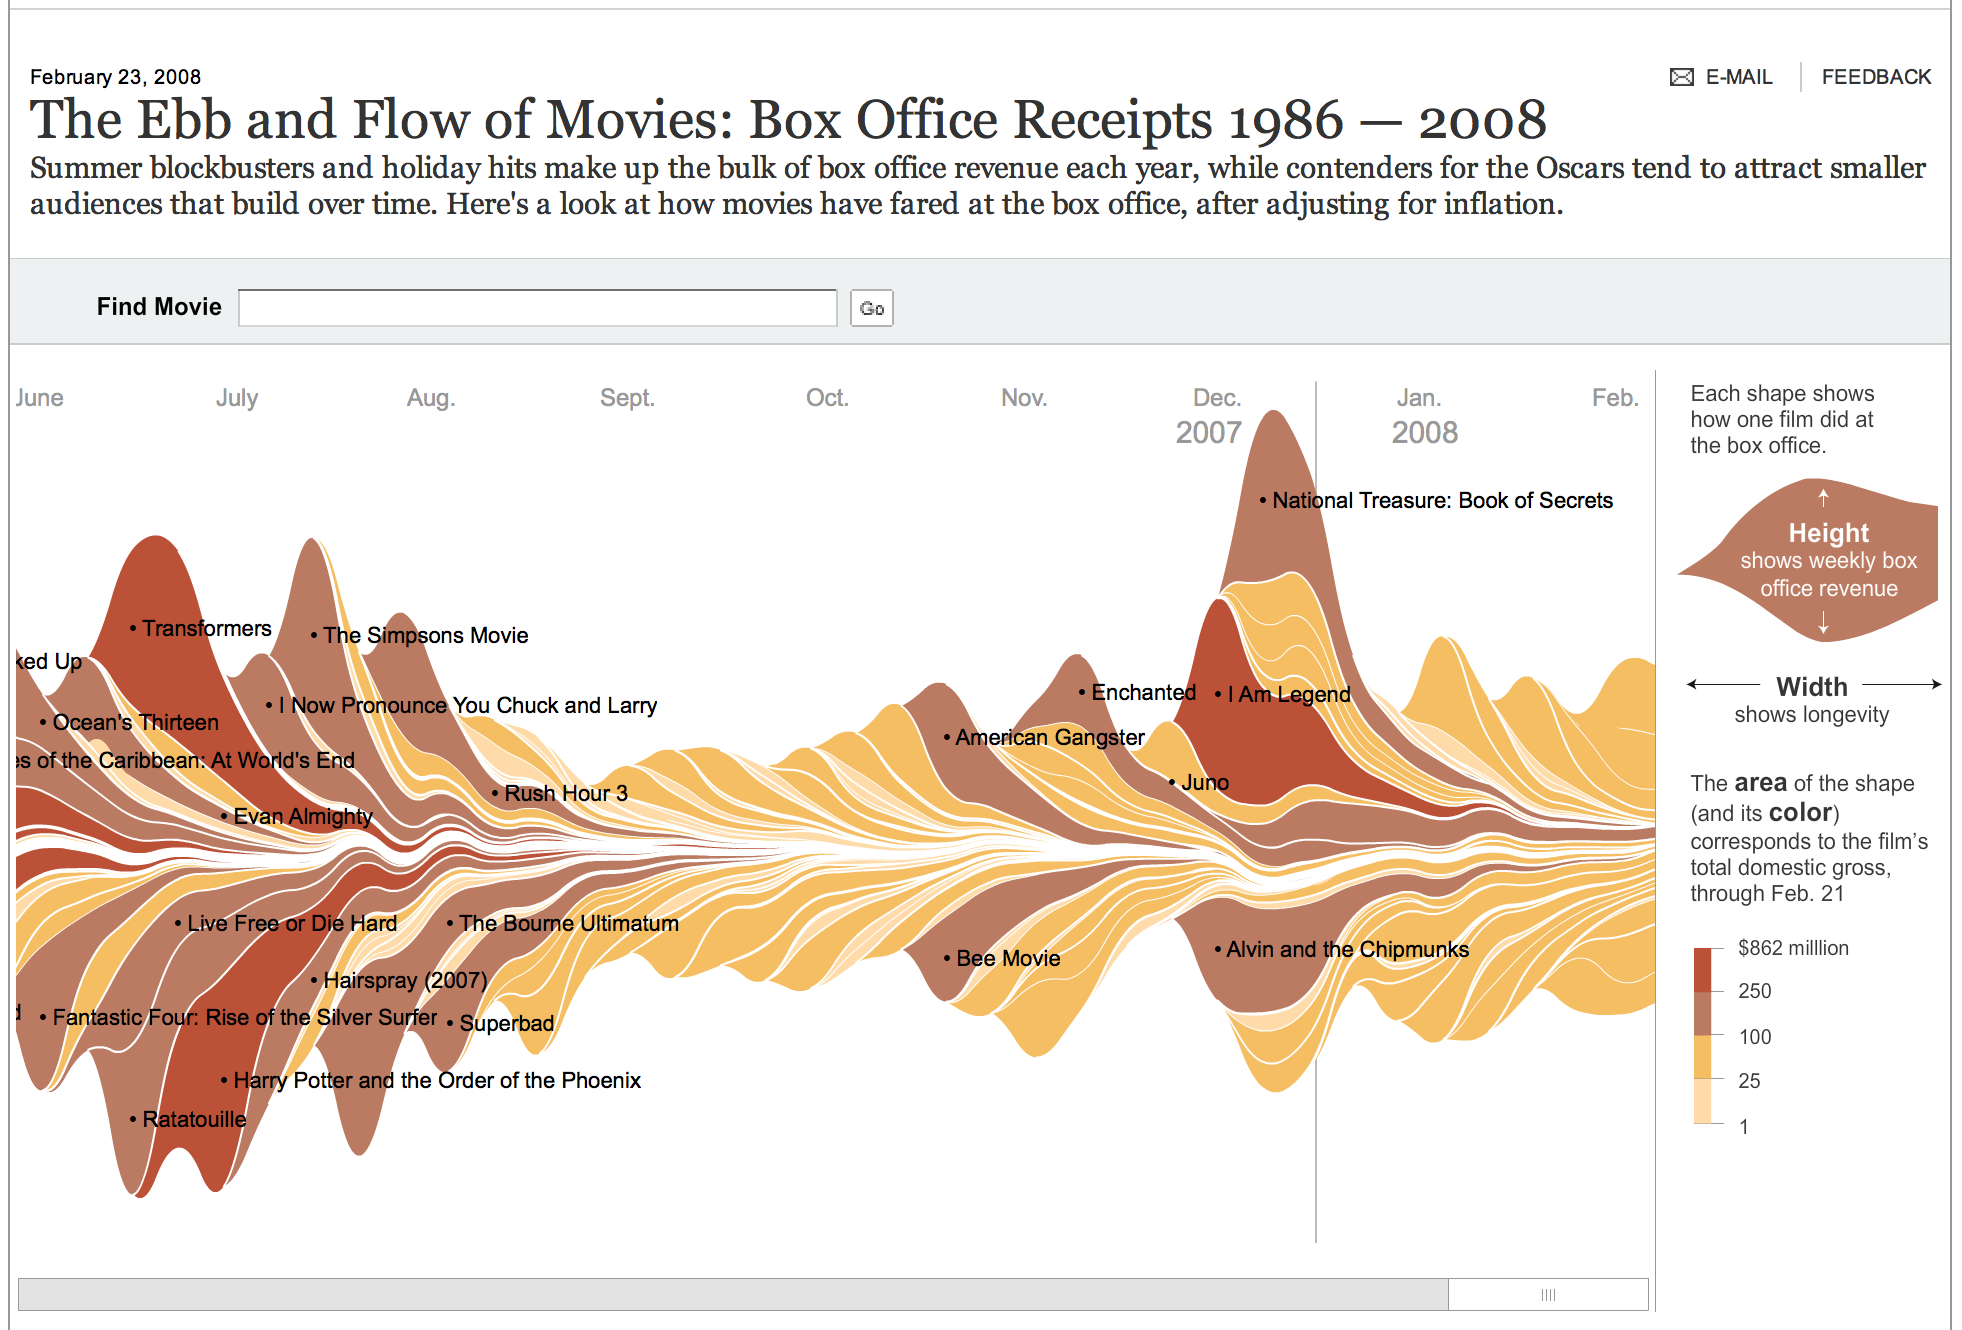 February 23, 2008
E-MAIL
FEEDBACK
The Ebb and Flow of Movies: Box Office Receipts 1986 — 2008
Summer blockbusters and holiday hits make up the bulk of box office revenue each year, while contenders for the Oscars tend to attract smaller
audiences that build over time. Here's a look at how movies have fared at the box office, after adjusting for inflation.
Find Movie
Go
June
July
Aug.
Sept.
Oct.
Nov.
Dec.
2007
Jan.
2008
Feb.
• National Treasure: Book of Secrets
• Transformers
• The Simpsons Movie
ked Up
• Enchanted
• I Am Legend
• I Now Pronounce You Chuck and Larry
• Ocean's Thirteen
• American Gangster
es of the Caribbean: At World's End
• Juno
• Rush Hour 3
• Evan Almighty
• Live Free or Die Hard
• The Bourne Ultimatum
• Alvin and the Chipmunks
• Bee Movie
• Hairspray (2007)
d
• Fantastic Four: Rise of the Silver Surfer
• Superbad
• Harry Potter and the Order of the Phoenix
• Ratatouille
Each shape shows
how one film did at
the box office.
Height
shows weekly box
office revenue
Width
shows longevity
The area of the shape
(and its color)
corresponds to the film's
total domestic gross,
through Feb. 21
$862 milllion
250
100
25
1